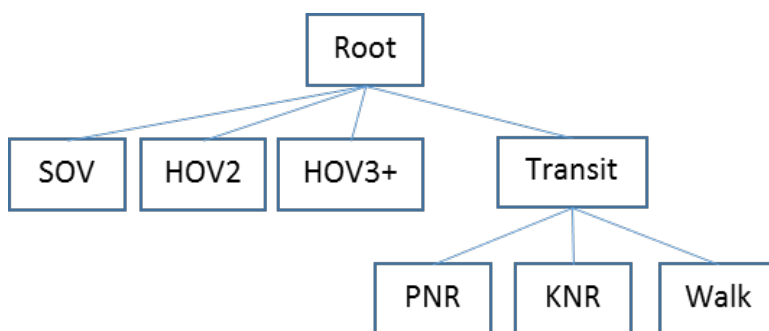 Root
SOV
HOV2
HOV3+
Transit
PNR
KNR
Walk